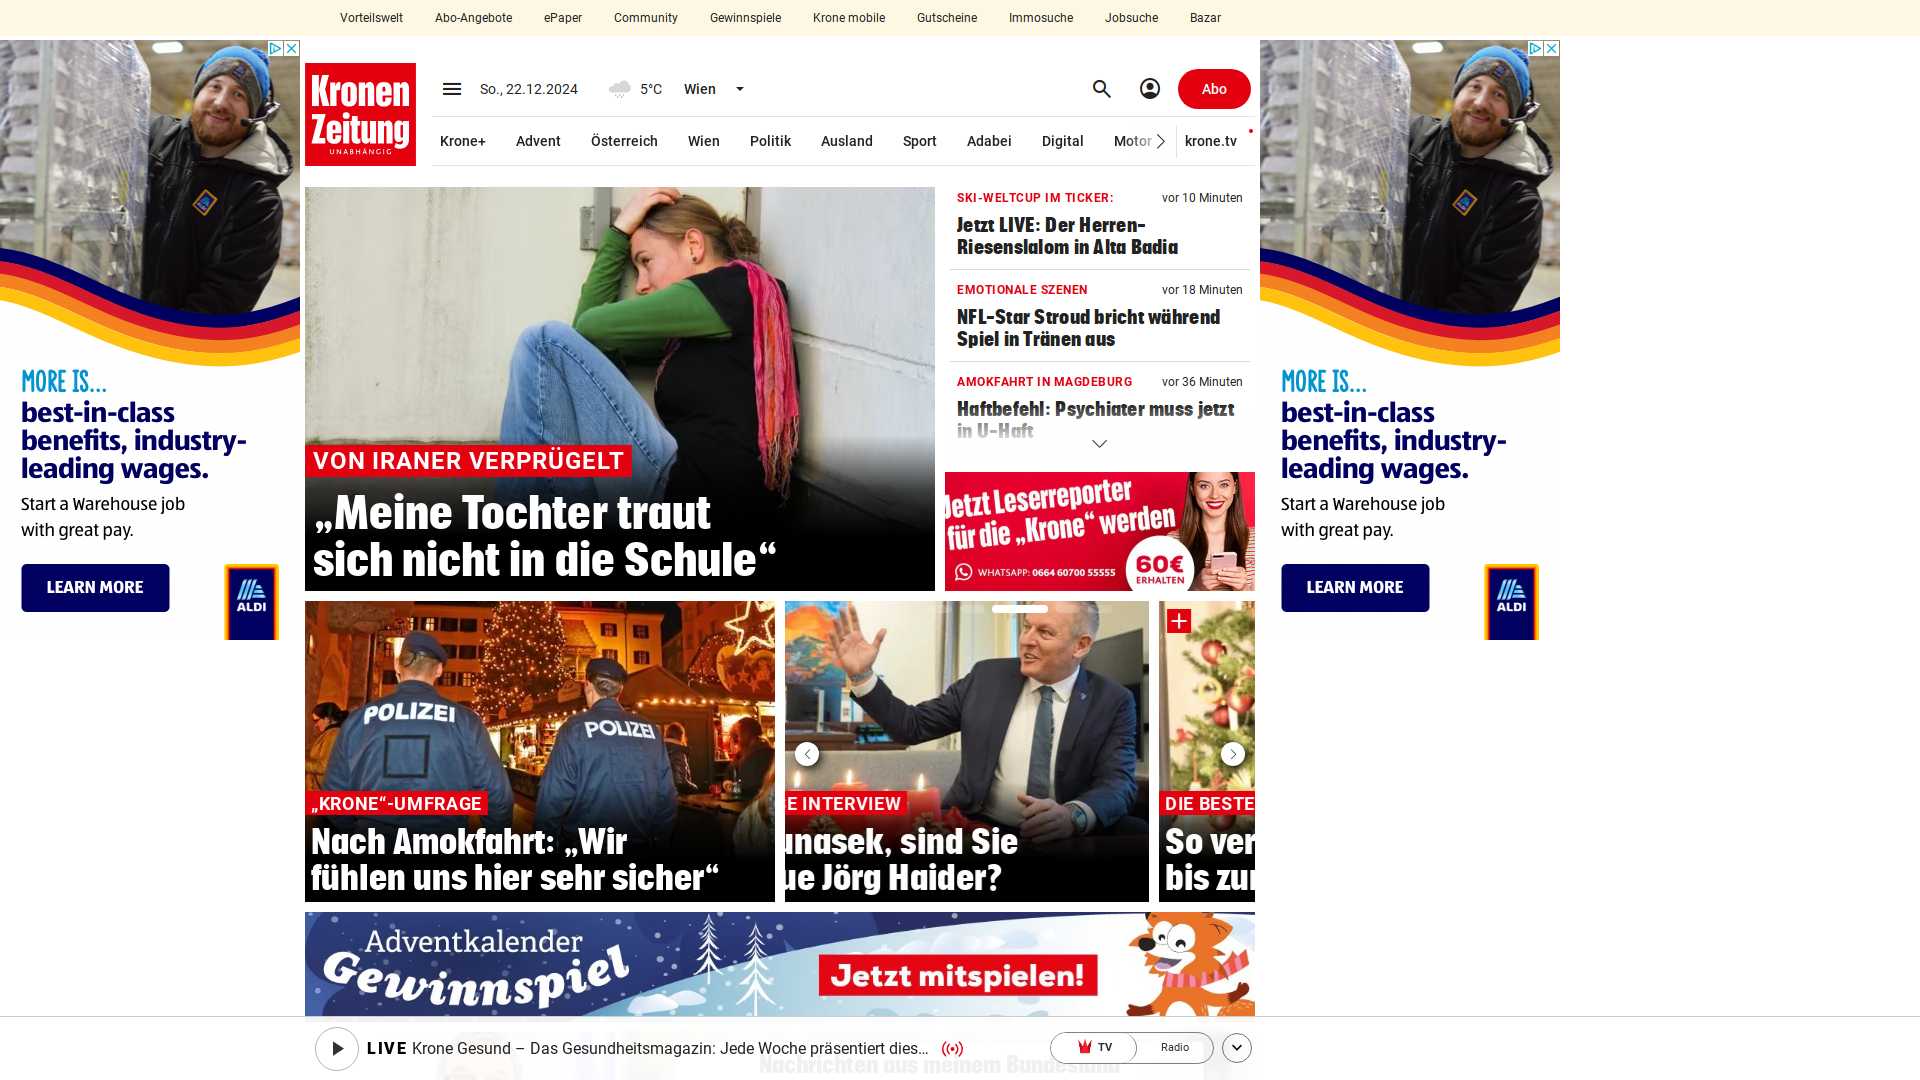 Vorteilswelt Abo-Angebote ePaper Community Gewinnspiele Krone mobile Gutscheine Immosuche Jobsuche Bazar
Kronen
Zeitung
UNABHÄNGIG
So., 22.12.2024 5°C Wien Abo
Krone+ Advent Österreich Wien Politik Ausland Sport Adabei Digital Motor krone.tv
VON IRANER VERPRÜGELT
„Meine Tochter traut
sich nicht in die Schule“
SKI-WELTCUP IM TICKER: vor 10 Minuten
Jetzt LIVE: Der Herren-
Riesenslalom in Alta Badia
EMOTIONALE SZENEN vor 18 Minuten
NFL-Star Stroud bricht während
Spiel in Tränen aus
AMOKFAHRT IN MAGDEBURG vor 36 Minuten
Haftbefehl: Psychiater muss jetzt
in U-Haft
Jetzt Leserreporter
für die „Krone“ werden
WHATSAPP: 0664 60700 55555
60€
ERHALTEN
POLIZEI
POLIZEI
„KRONE“-UMFRAGE
Nach Amokfahrt: „Wir
fühlen uns hier sehr sicher“
E INTERVIEW
unasek, sind Sie
ue Jörg Haider?
DIE BESTE
So ver
bis zur
Adventkalender
Gewinnspiel
Jetzt mitspielen!
LIVE Krone Gesund – Das Gesundheitsmagazin: Jede Woche präsentiert dies... TV Radio
Nachrichten aus meinem Bundesland
MORE IS...
best-in-class
benefits, industry-
leading wages.
Start a Warehouse job
with great pay.
LEARN MORE
ALDI
MORE IS...
best-in-class
benefits, industry-
leading wages.
Start a Warehouse job
with great pay.
LEARN MORE
ALDI